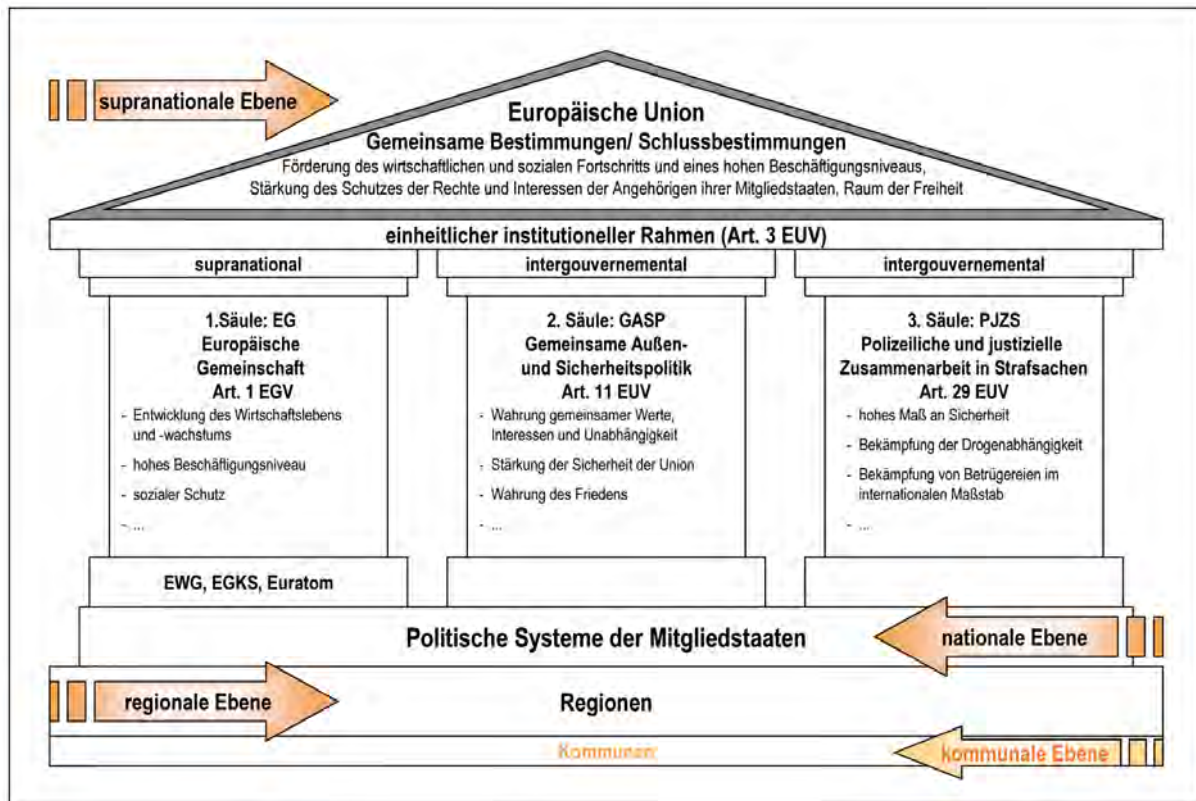 supranationale Ebene
Europäische Union
Gemeinsame Bestimmungen/ Schlussbestimmungen
Förderung des wirtschaftlichen und sozialen Fortschritts und eines hohen Beschäftigungsniveaus,
Stärkung des Schutzes der Rechte und Interessen der Angehörigen ihrer Mitgliedstaaten, Raum der Freiheit
einheitlicher institutioneller Rahmen (Art. 3 EUV)
supranational
1.Säule: EG
Europäische
Gemeinschaft
Art. 1 EGV
- Entwicklung des Wirtschaftslebens
und -wachstums
- hohes Beschäftigungsniveau
- sozialer Schutz
- ...
EWG, EGKS, Euratom
intergouvernemental
2. Säule: GASP
Gemeinsame Außen-
und Sicherheitspolitik
Art. 11 EUV
- Wahrung gemeinsamer Werte,
Interessen und Unabhängigkeit
- Stärkung der Sicherheit der Union
- Wahrung des Friedens
- ...
intergouvernemental
3. Säule: PJZS
Polizeiliche und justizielle
Zusammenarbeit in Strafsachen
Art. 29 EUV
- hohes Maß an Sicherheit
- Bekämpfung der Drogenabhängigkeit
- Bekämpfung von Betrügereien im
internationalen Maßstab
- ...
Politische Systeme der Mitgliedstaaten
nationale Ebene
regionale Ebene
Regionen
Kommunen
kommunale Ebene